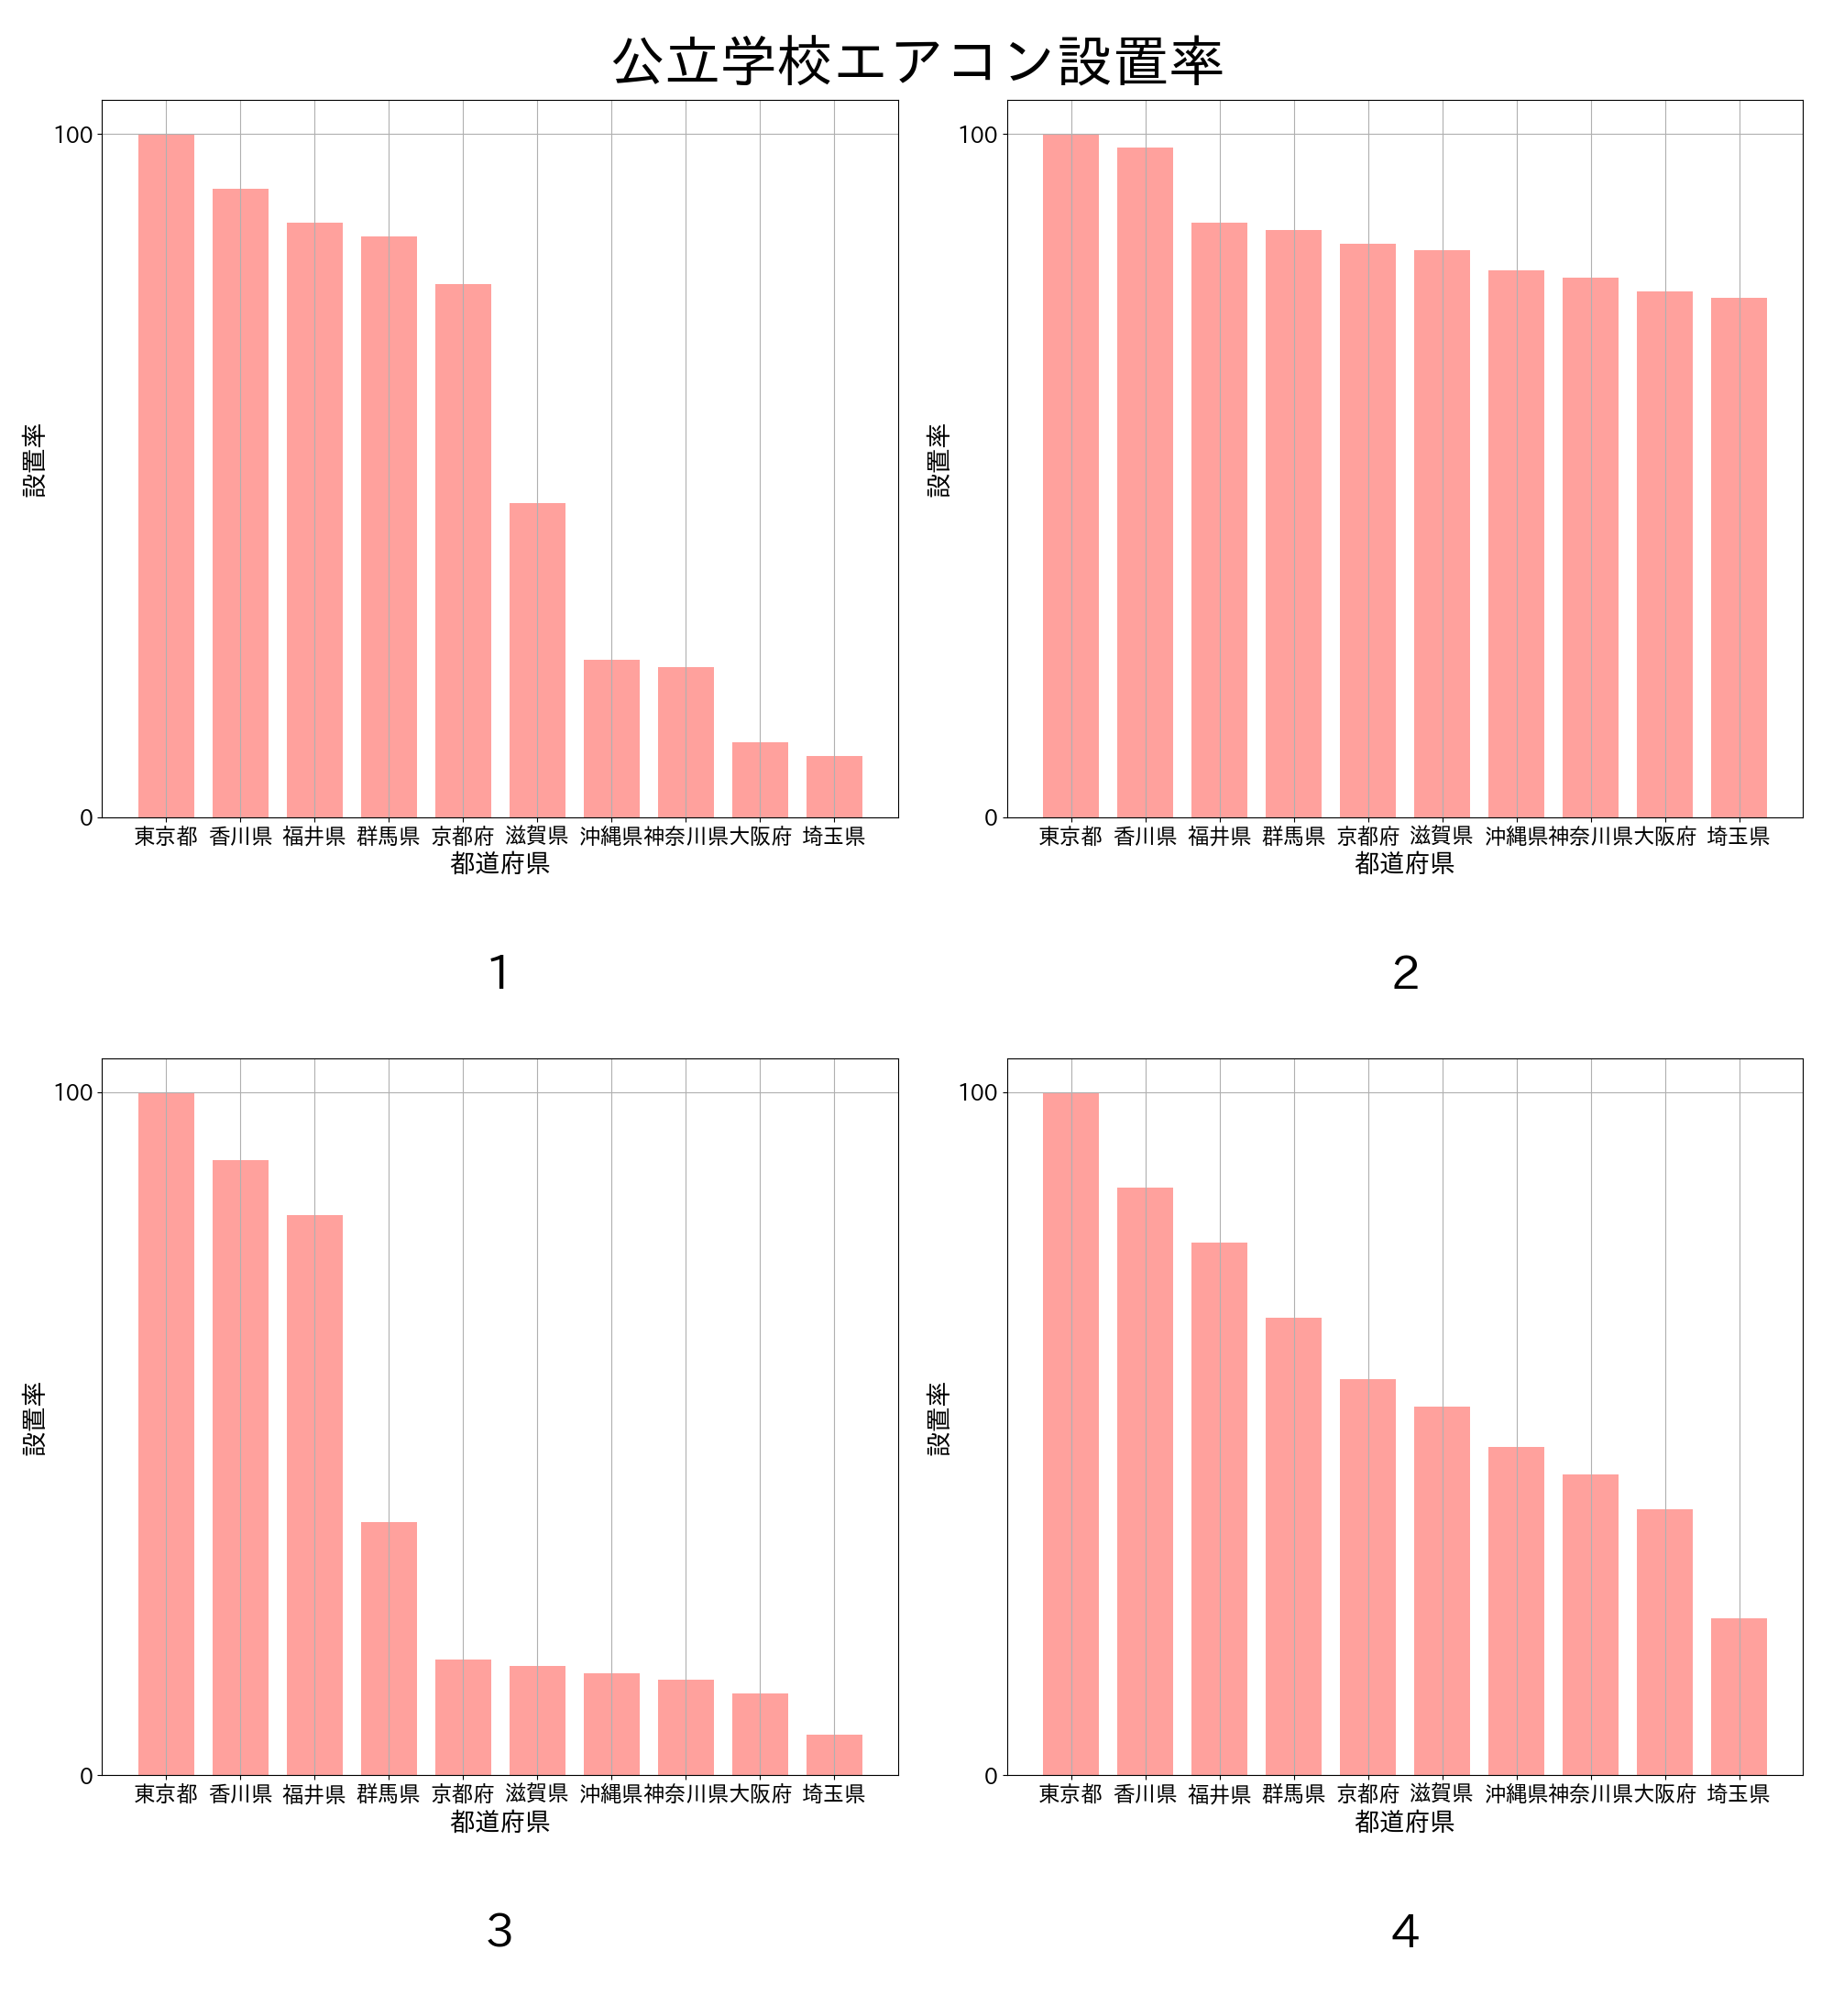 公立学校エアコン設置率
100
設置率
0
東京都 香川県 福井県 群馬県 京都府 滋賀県 沖縄県 神奈川県 大阪府 埼玉県
都道府県
1
100
設置率
0
東京都 香川県 福井県 群馬県 京都府 滋賀県 沖縄県 神奈川県 大阪府 埼玉県
都道府県
2
100
設置率
0
東京都 香川県 福井県 群馬県 京都府 滋賀県 沖縄県 神奈川県 大阪府 埼玉県
都道府県
3
100
設置率
0
東京都 香川県 福井県 群馬県 京都府 滋賀県 沖縄県 神奈川県 大阪府 埼玉県
都道府県
4